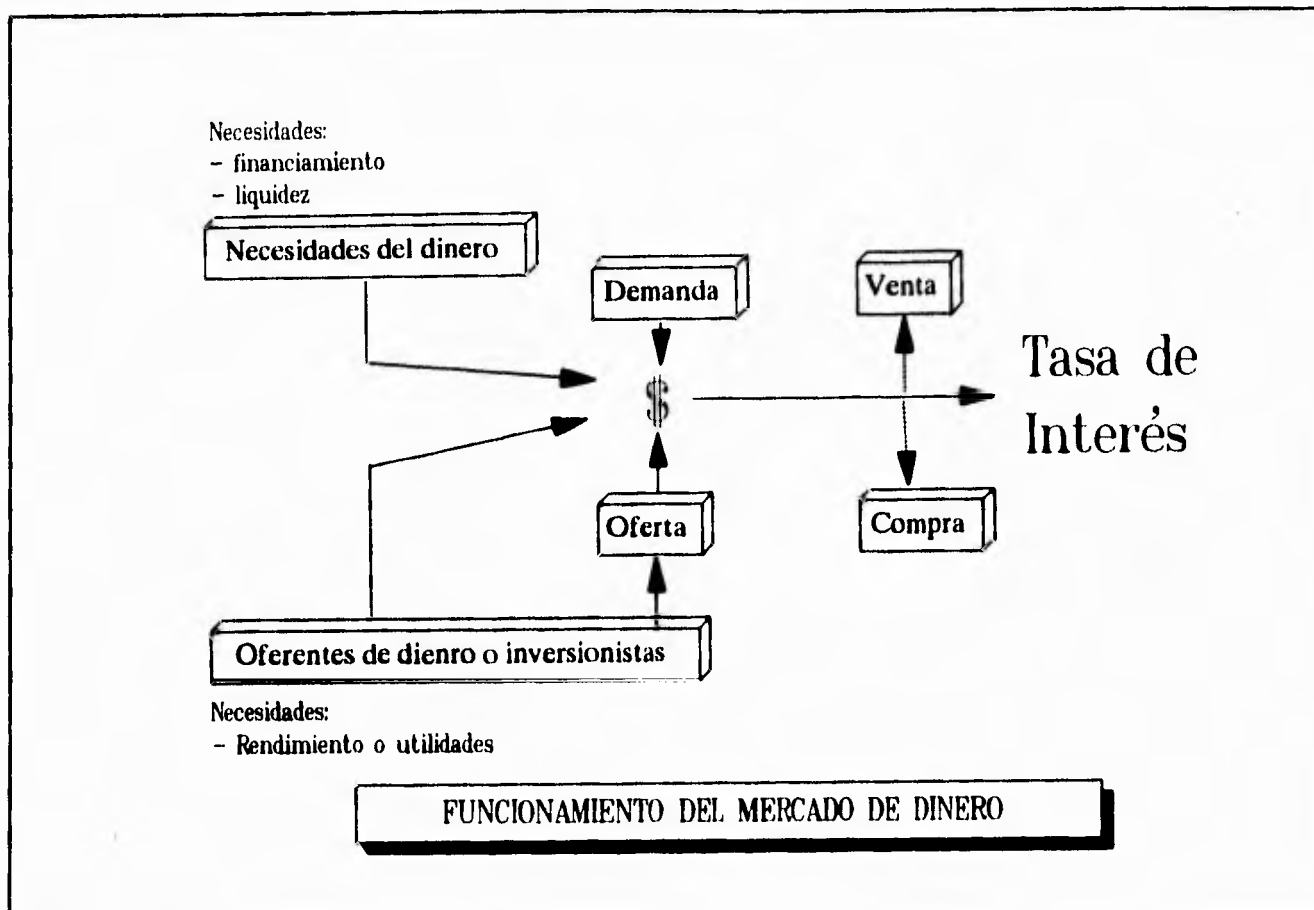 Necesidades:
- financiamiento
- liquidez
Necesidades del dinero
Demanda
Venta
$
Tasa de
Interés
Oferta
Compra
Oferentes de dienro o inversionistas
Necesidades:
- Rendimiento o utilidades
FUNCIONAMIENTO DEL MERCADO DE DINERO